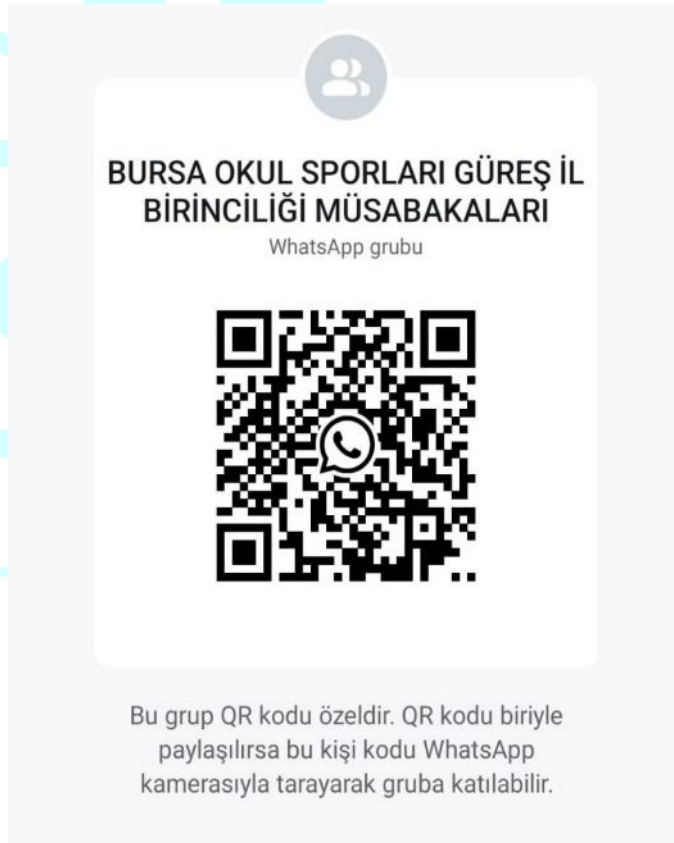 BURSA OKUL SPORLARI GÜREŞ İL
BİRİNCİLİĞİ MÜSABAKALARI
WhatsApp grubu
Bu grup QR kodu özeldir. QR kodu biriyle
paylaşılırsa bu kişi kodu WhatsApp
kamerasıyla tarayarak gruba katılabilir.